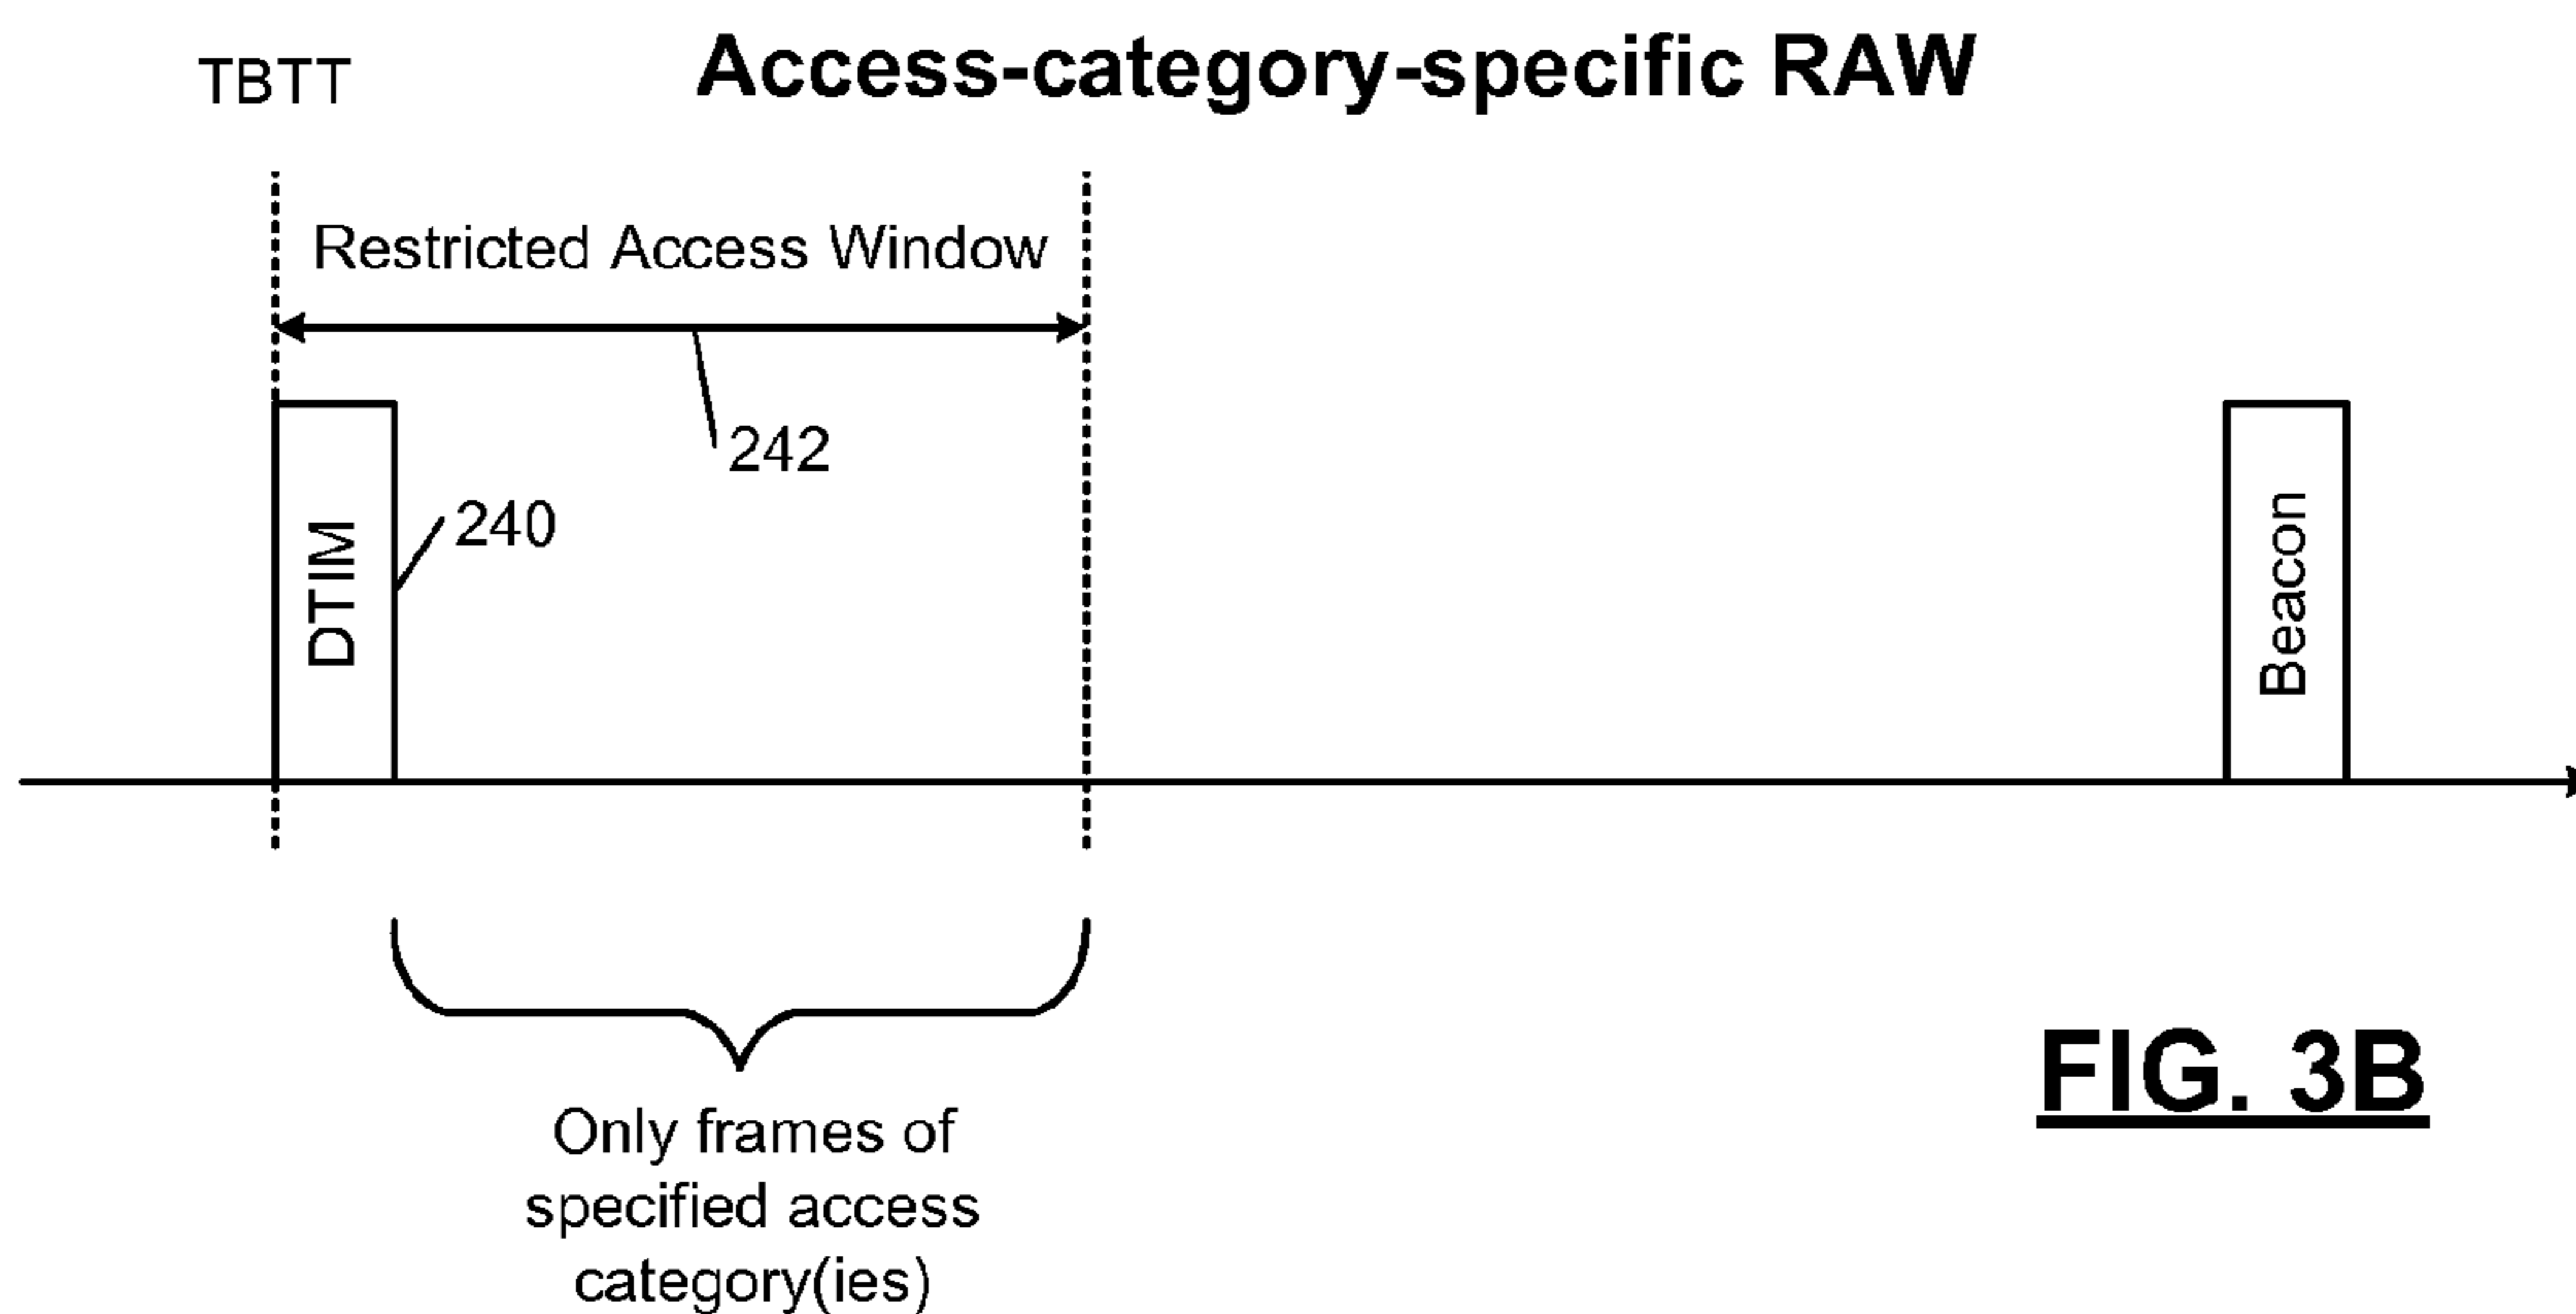 TBTT
Access-category-specific RAW
Restricted Access Window
242
240
DTIM
Beacon
Only frames of
specified access
category(ies)
FIG. 3B